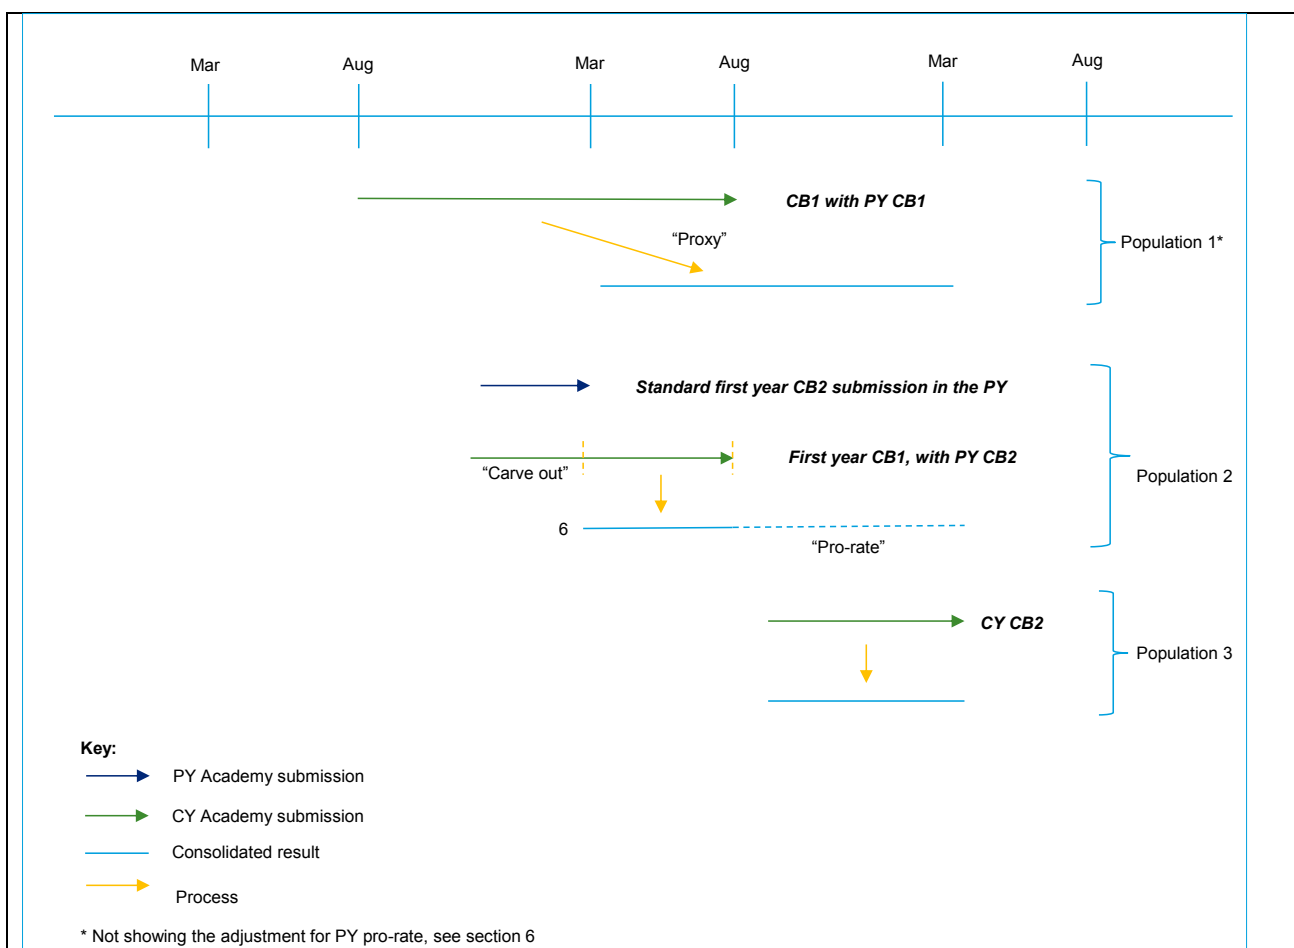 Mar Aug Mar Aug Mar Aug
CB1 with PY CB1
“Proxy”
Population 1*
Standard first year CB2 submission in the PY
First year CB1, with PY CB2
“Carve out”
Population 2
6
“Pro-rate”
CY CB2
Population 3
Key:
PY Academy submission
CY Academy submission
Consolidated result
Process
* Not showing the adjustment for PY pro-rate, see section 6